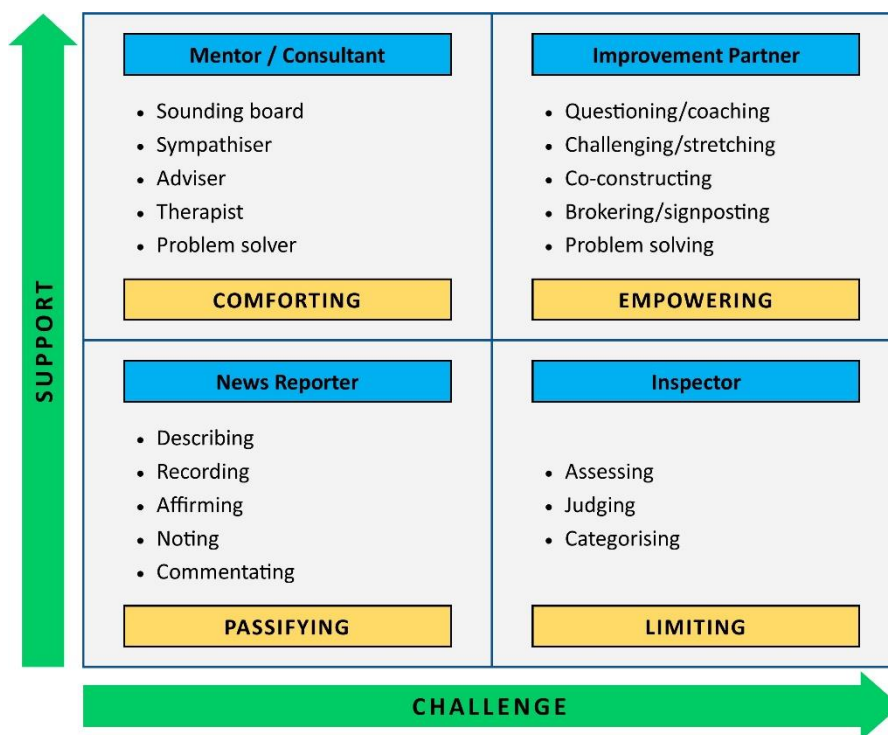 SUPPORT
Mentor / Consultant
• Sounding board
• Sympathiser
• Adviser
• Therapist
• Problem solver
COMFORTING
Improvement Partner
• Questioning/coaching
• Challenging/stretching
• Co-constructing
• Brokering/signposting
• Problem solving
EMPOWERING
News Reporter
• Describing
• Recording
• Affirming
• Noting
• Commentating
PASSIFYING
Inspector
• Assessing
• Judging
• Categorising
LIMITING
CHALLENGE